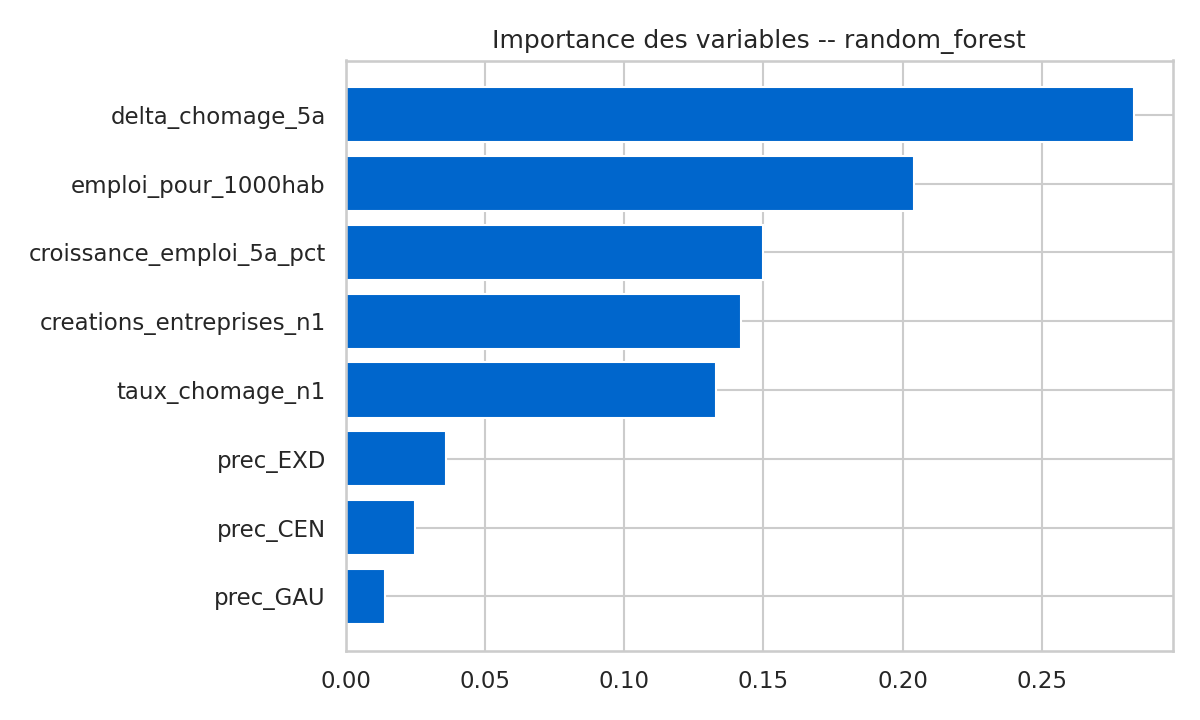 Importance des variables -- random_forest
delta_chomage_5a
emploi_pour_1000hab
croissance_emploi_5a_pct
creations_entreprises_n1
taux_chomage_n1
prec_EXD
prec_CEN
prec_GAU
0.00 0.05 0.10 0.15 0.20 0.25